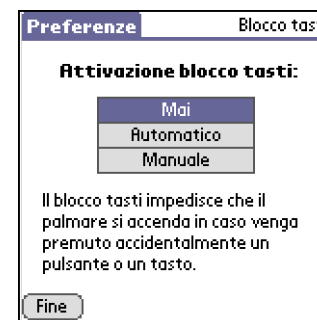 Preferenze Blocco tas
Attivazione blocco tasti:
Mai
Automatico
Manuale
Il blocco tasti impedisce che il
palmare si accenda in caso venga
premuto accidentalmente un
pulsante o un tasto.
Fine